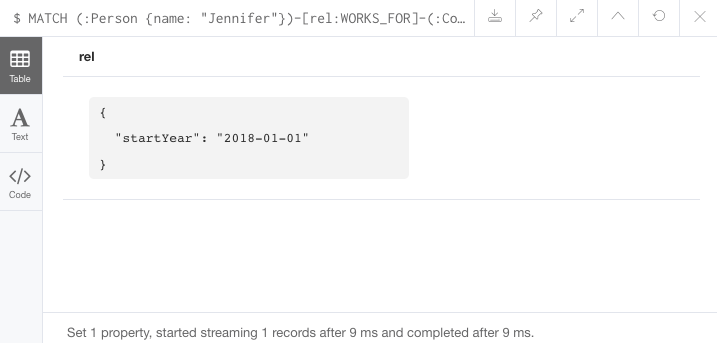 $ MATCH (:Person {name: "Jennifer"})-[rel:WORKS_FOR]-(:Co…
rel
Table
{
"startYear": "2018-01-01"
}
A
Text
</>
Code
Set 1 property, started streaming 1 records after 9 ms and completed after 9 ms.